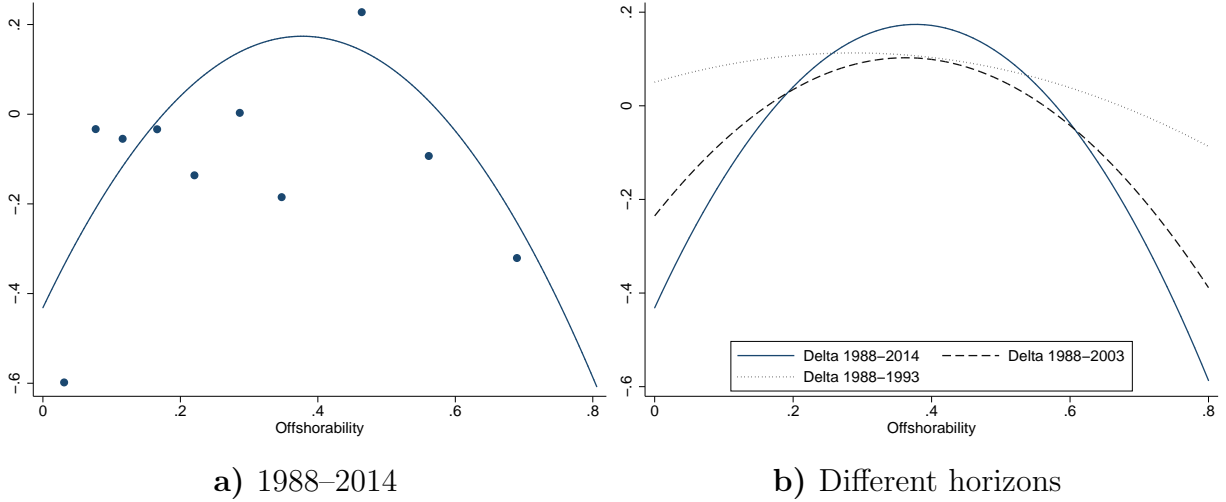 .2
0
−.2
−.4
−.6
0 .2 .4 .6 .8
Offshorability
a) 1988–2014
.2
0
−.2
−.4
−.6
Delta 1988−2014 Delta 1988−2003
Delta 1988−1993
0 .2 .4 .6 .8
Offshorability
b) Different horizons